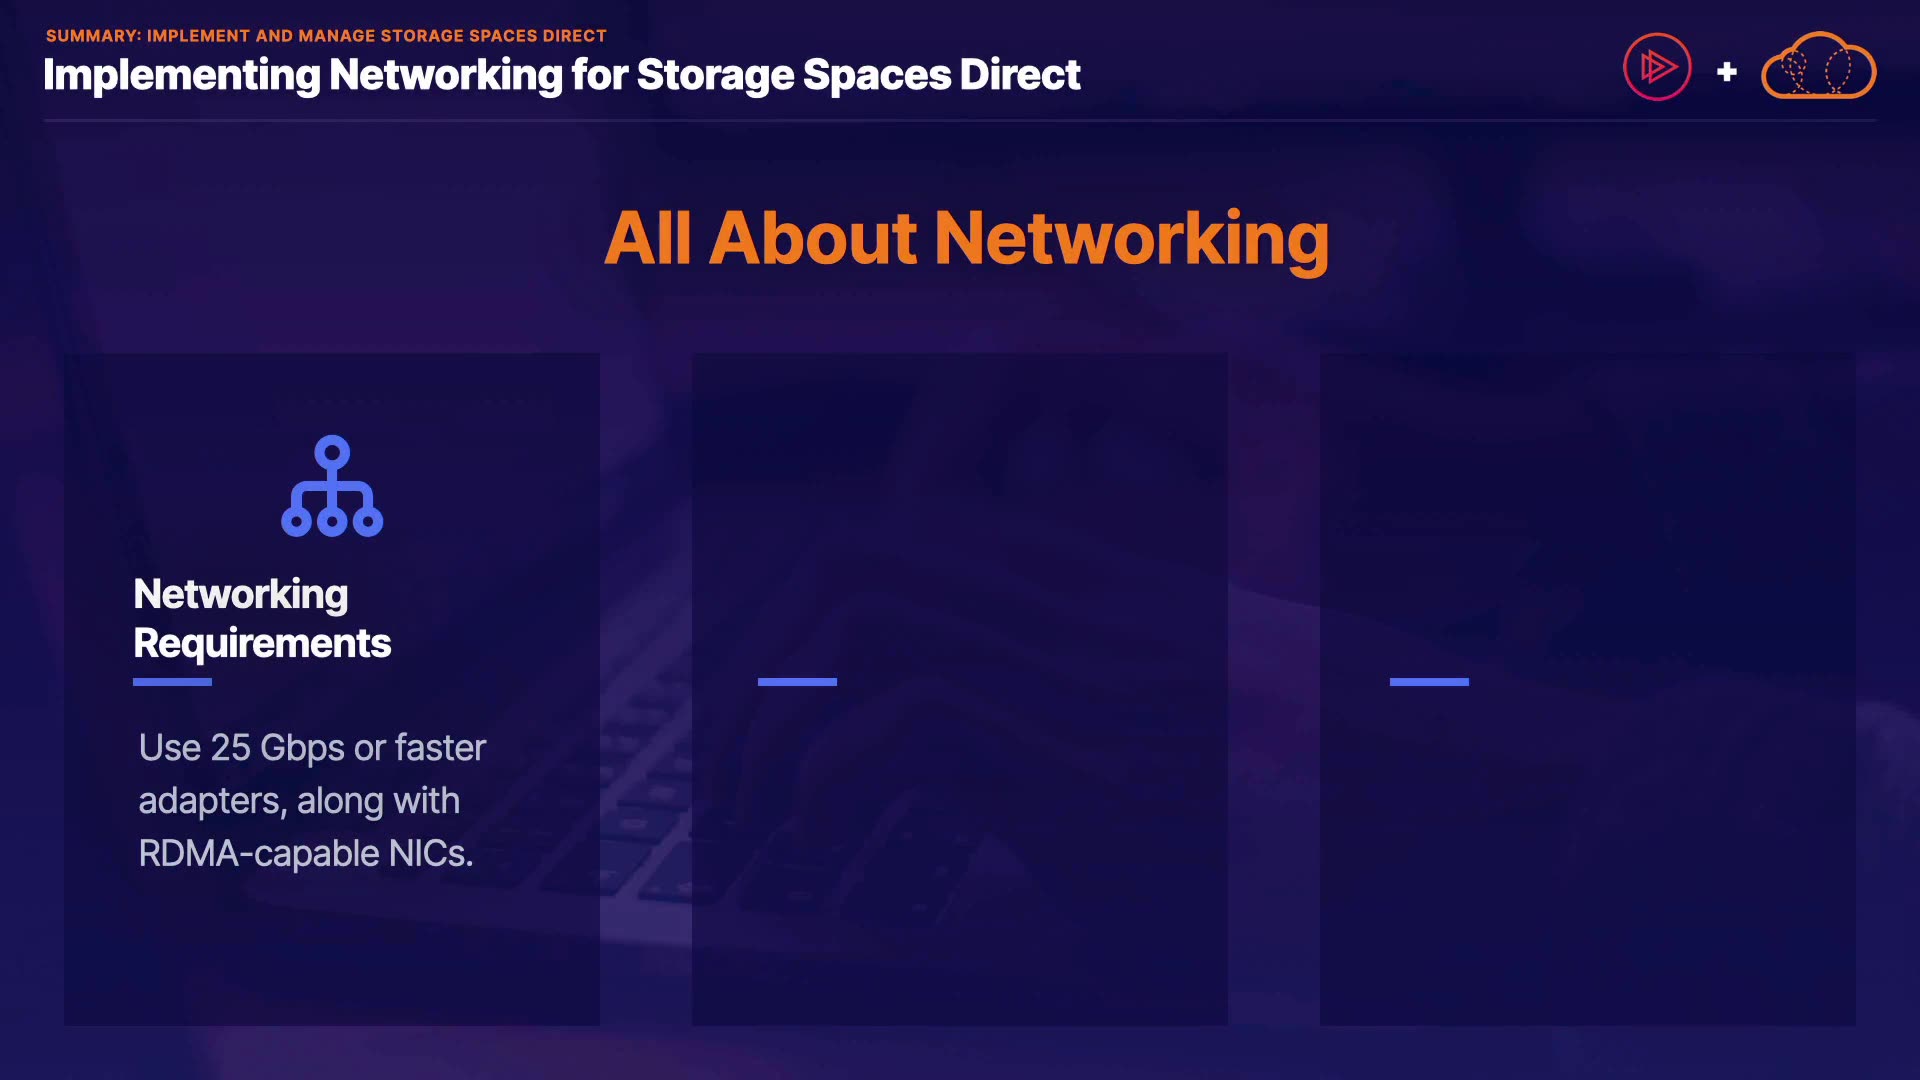 SUMMARY: IMPLEMENT AND MANAGE STORAGE SPACES DIRECT
Implementing Networking for Storage Spaces Direct
+
All About Networking
Networking
Requirements
Use 25 Gbps or faster
adapters, along with
RDMA-capable NICs.